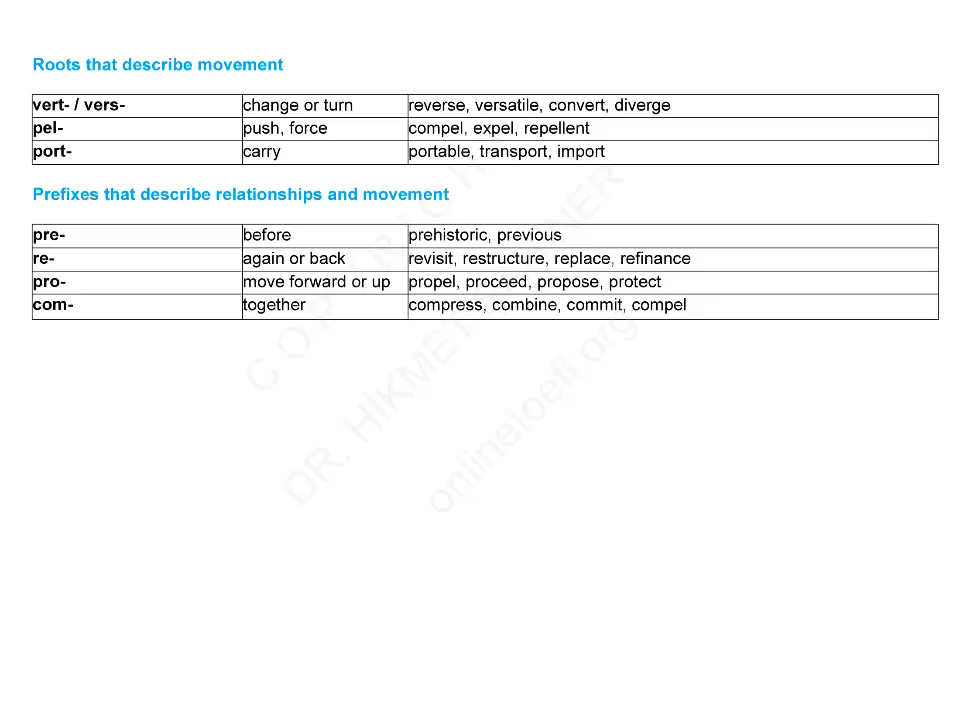 Roots that describe movement
vert- / vers- change or turn reverse, versatile, convert, diverge
pel- push, force compel, expel, repellent
port- carry portable, transport, import
Prefixes that describe relationships and movement
pre- before prehistoric, previous
re- again or back revisit, restructure, replace, refinance
pro- move forward or up propel, proceed, propose, protect
com- together compress, combine, commit, compel
DR. HİKMET
onlinetoefl.org